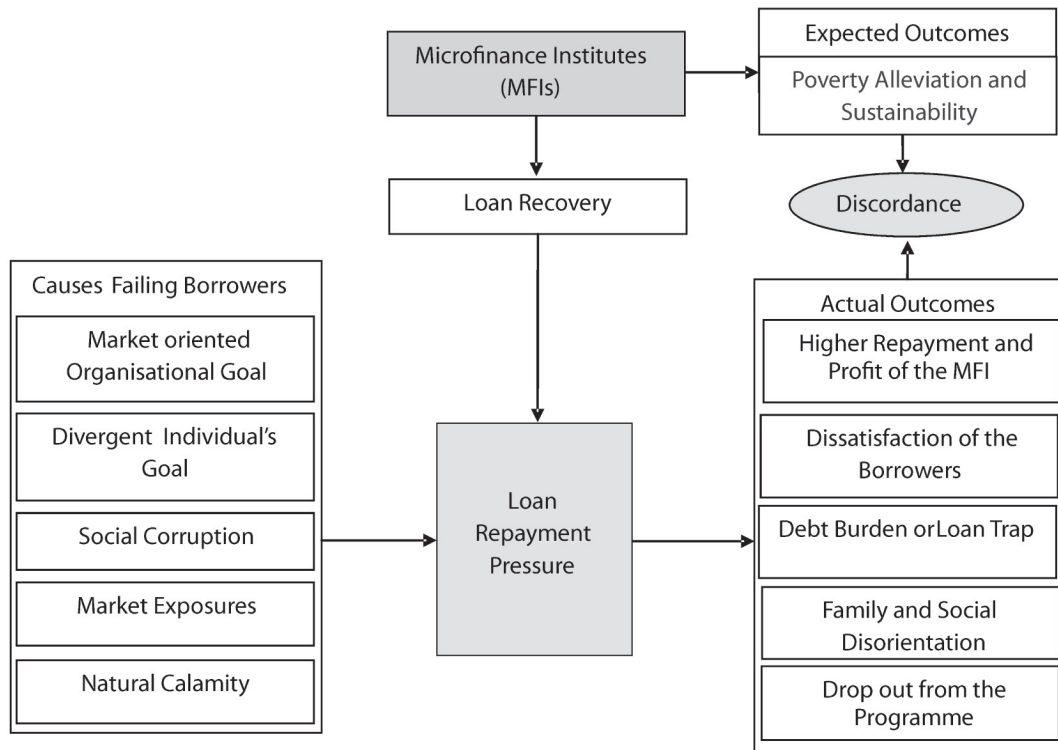 Microfinance Institutes
(MFIs)
Expected Outcomes
Poverty Alleviation and
Sustainability
Loan Recovery
Discordance
Causes Failing Borrowers
Market oriented
Organisational Goal
Divergent Individual's
Goal
Social Corruption
Market Exposures
Natural Calamity
Loan
Repayment
Pressure
Actual Outcomes
Higher Repayment and
Profit of the MFI
Dissatisfaction of the
Borrowers
Debt Burden orLoan Trap
Family and Social
Disorientation
Drop out from the
Programme